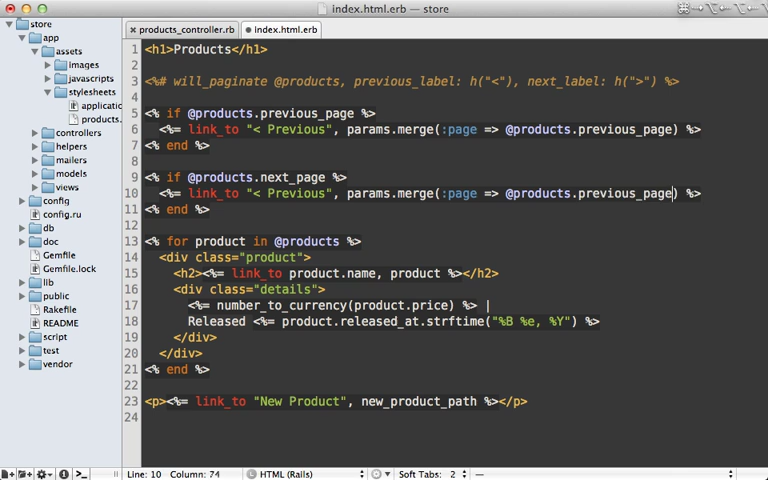 index.html.erb — store
store
app
assets
images
javascripts
stylesheets
applicatic
products.
controllers
helpers
mailers
models
views
config
config.ru
db
doc
Gemfile
Gemfile.lock
lib
public
Rakefile
README
script
test
vendor
products_controller.rb
index.html.erb
1 <h1>Products</h1>
2
3 <%# will_paginate @products, previous_label: h("<"), next_label: h(">") %>
4
5 <% if @products.previous_page %>
6 <%= link_to "< Previous", params.merge(:page => @products.previous_page) %>
7 <% end %>
8
9 <% if @products.next_page %>
10 <%= link_to "< Previous", params.merge(:page => @products.previous_page) %>
11 <% end %>
12
13 <% for product in @products %>
14 <div class="product">
15 <h2><%= link_to product.name, product %></h2>
16 <div class="details">
17 <%= number_to_currency(product.price) %> |
18 Released <%= product.released_at.strftime("%B %e, %Y") %>
19 </div>
20 </div>
21 <% end %>
22
23 <p><%= link_to "New Product", new_product_path %></p>
24
Line: 10 Column: 74 HTML (Rails) Soft Tabs: 2 —